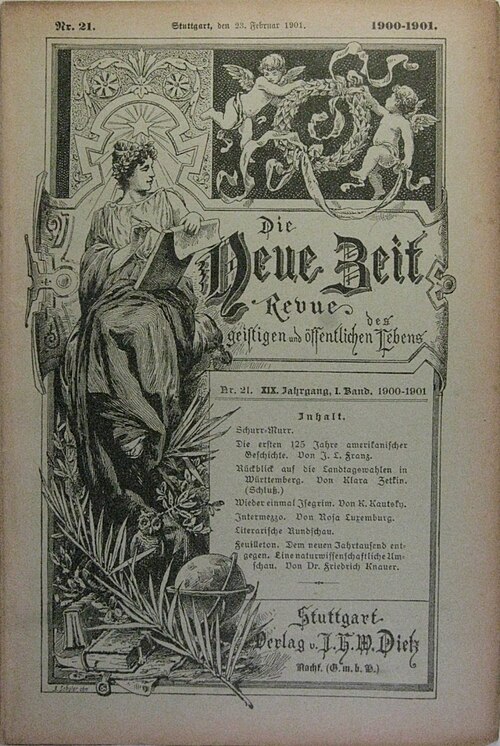 Nr. 21. Stuttgart, den 23. Februar 1901. 1900-1901.
Die
Neue Zeit
Revue des
geistigen und öffentlichen Lebens
Nr. 21. XIX. Jahrgang, I. Band. 1900-1901
Inhalt.
Schurr-Murr.
Die ersten 125 Jahre amerikanischer
Geschichte. Von J. L. Franz.
Rückblick auf die Landtagswahlen in
Württemberg. Von Klara Zetkin.
(Schluß.)
Wieder einmal Isegrim. Von K. Kautsky.
Intermezzo. Von Rosa Luxemburg.
Literarische Rundschau.
Feuilleton. Dem neuen Jahrtausend ent-
gegen. Eine naturwissenschaftliche Um-
schau. Von Dr. Friedrich Knauer.
Stuttgart
Verlag v. J. H. W. Dietz
Nachf. (G. m. b. H.)